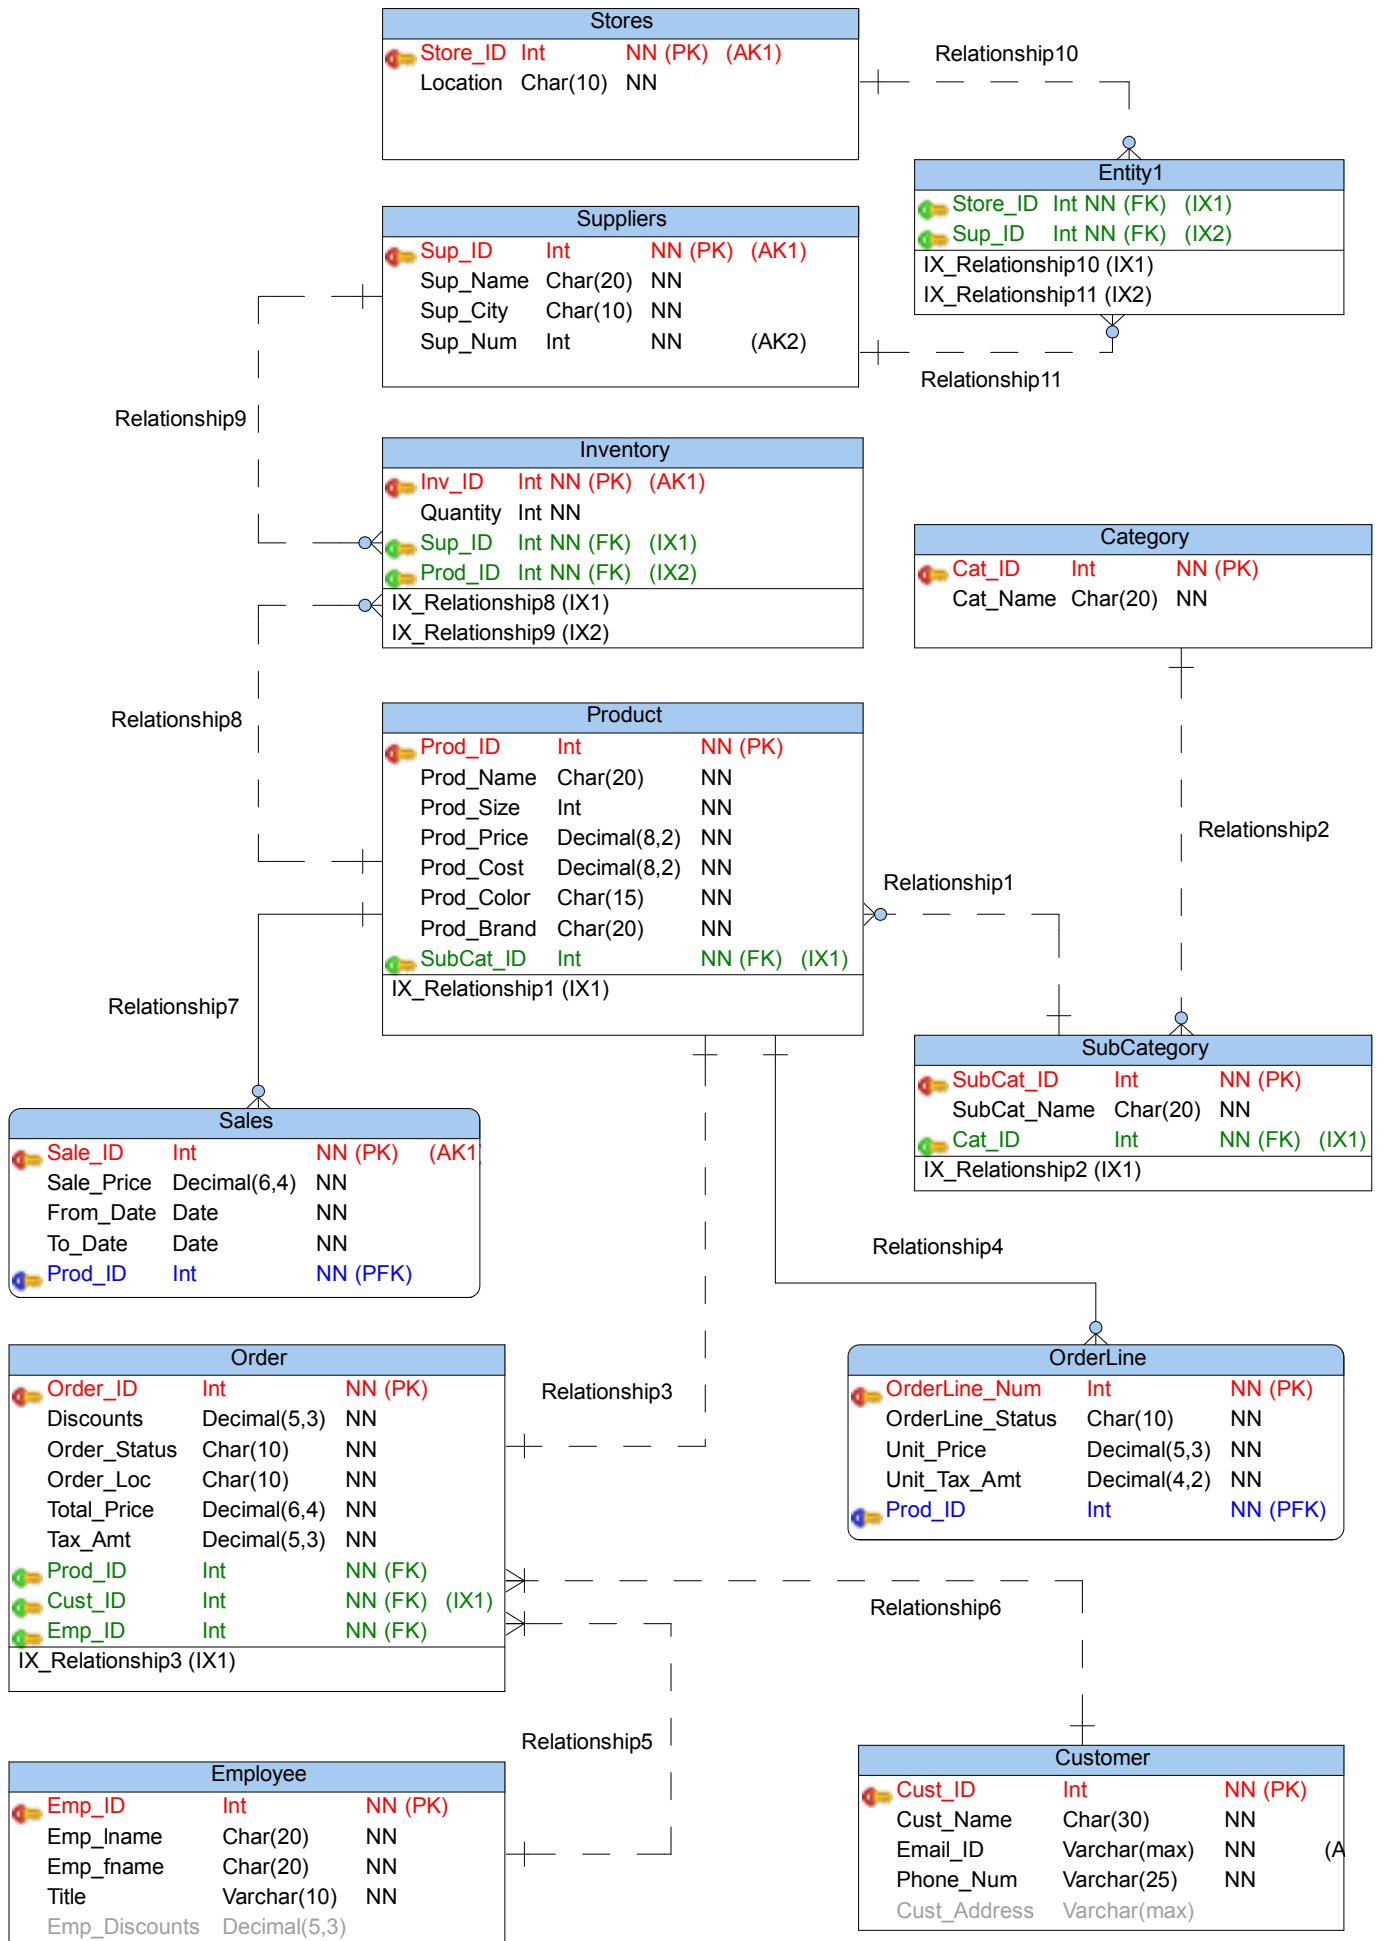 Stores
Store_ID Int NN (PK) (AK1)
Location Char(10) NN
Relationship10
Entity1
Store_ID Int NN (FK) (IX1)
Sup_ID Int NN (FK) (IX2)
IX_Relationship10 (IX1)
IX_Relationship11 (IX2)
Suppliers
Sup_ID Int NN (PK) (AK1)
Sup_Name Char(20) NN
Sup_City Char(10) NN
Sup_Num Int NN (AK2)
Relationship11
Relationship9
Inventory
Inv_ID Int NN (PK) (AK1)
Quantity Int NN
Sup_ID Int NN (FK) (IX1)
Prod_ID Int NN (FK) (IX2)
IX_Relationship8 (IX1)
IX_Relationship9 (IX2)
Category
Cat_ID Int NN (PK)
Cat_Name Char(20) NN
Relationship8
Product
Prod_ID Int NN (PK)
Prod_Name Char(20) NN
Prod_Size Int NN
Prod_Price Decimal(8,2) NN
Prod_Cost Decimal(8,2) NN
Prod_Color Char(15) NN
Prod_Brand Char(20) NN
SubCat_ID Int NN (FK) (IX1)
IX_Relationship1 (IX1)
Relationship2
Relationship1
Relationship7
SubCategory
SubCat_ID Int NN (PK)
SubCat_Name Char(20) NN
Cat_ID Int NN (FK) (IX1)
IX_Relationship2 (IX1)
Sales
Sale_ID Int NN (PK) (AK1
Sale_Price Decimal(6,4) NN
From_Date Date NN
To_Date Date NN
Prod_ID Int NN (PFK)
Relationship4
Order
Order_ID Int NN (PK)
Discounts Decimal(5,3) NN
Order_Status Char(10) NN
Order_Loc Char(10) NN
Total_Price Decimal(6,4) NN
Tax_Amt Decimal(5,3) NN
Prod_ID Int NN (FK)
Cust_ID Int NN (FK) (IX1)
Emp_ID Int NN (FK)
IX_Relationship3 (IX1)
Relationship3
OrderLine
OrderLine_Num Int NN (PK)
OrderLine_Status Char(10) NN
Unit_Price Decimal(5,3) NN
Unit_Tax_Amt Decimal(4,2) NN
Prod_ID Int NN (PFK)
Relationship6
Relationship5
Employee
Emp_ID Int NN (PK)
Emp_lname Char(20) NN
Emp_fname Char(20) NN
Title Varchar(10) NN
Emp_Discounts Decimal(5,3)
Customer
Cust_ID Int NN (PK)
Cust_Name Char(30) NN
Email_ID Varchar(max) NN (A
Phone_Num Varchar(25) NN
Cust_Address Varchar(max)